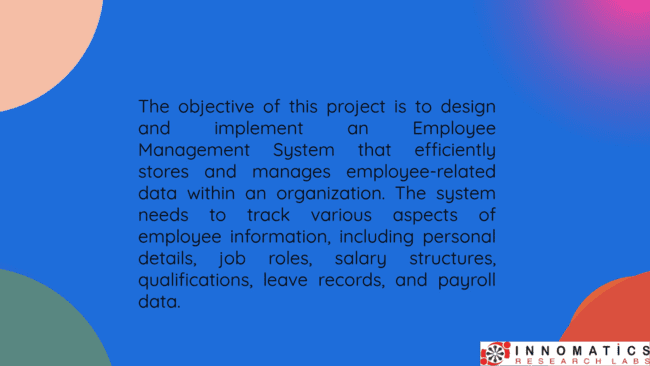 The objective of this project is to design
and implement an Employee
Management System that efficiently
stores and manages employee-related
data within an organization. The system
needs to track various aspects of
employee information, including personal
details, job roles, salary structures,
qualifications, leave records, and payroll
data.
INNOMATICS
RESEARCH LABS